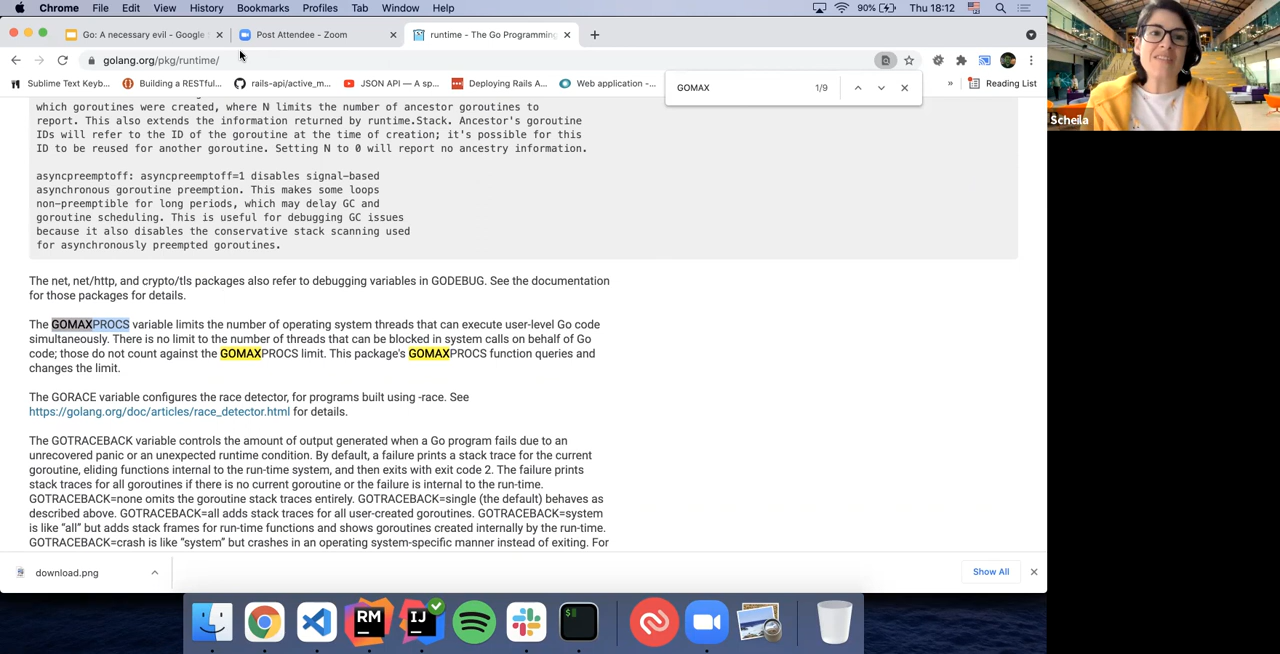 Chrome File Edit View History Bookmarks Profiles Tab Window Help 90% Thu 18:12
Go: A necessary evil - Google Post Attendee - Zoom runtime - The Go Programming
golang.org/pkg/runtime/
Sublime Text Keyb... Building a RESTful... rails-api/active_m... JSON API — A sp... Deploying Rails A... Web application -... » Reading List
GOMAX 1/9
which goroutines were created, where N limits the number of ancestor goroutines to
report. This also extends the information returned by runtime.Stack. Ancestor's goroutine
IDs will refer to the ID of the goroutine at the time of creation; it's possible for this
ID to be reused for another goroutine. Setting N to 0 will report no ancestry information.
asyncpreemptoff: asyncpreemptoff=1 disables signal-based
asynchronous goroutine preemption. This makes some loops
non-preemptible for long periods, which may delay GC and
goroutine scheduling. This is useful for debugging GC issues
because it also disables the conservative stack scanning used
for asynchronously preempted goroutines.
The net, net/http, and crypto/tls packages also refer to debugging variables in GODEBUG. See the documentation
for those packages for details.
The GOMAXPROCS variable limits the number of operating system threads that can execute user-level Go code
simultaneously. There is no limit to the number of threads that can be blocked in system calls on behalf of Go
code; those do not count against the GOMAXPROCS limit. This package's GOMAXPROCS function queries and
changes the limit.
The GORACE variable configures the race detector, for programs built using -race. See
https://golang.org/doc/articles/race_detector.html for details.
The GOTRACEBACK variable controls the amount of output generated when a Go program fails due to an
unrecovered panic or an unexpected runtime condition. By default, a failure prints a stack trace for the current
goroutine, eliding functions internal to the run-time system, and then exits with exit code 2. The failure prints
stack traces for all goroutines if there is no current goroutine or the failure is internal to the run-time.
GOTRACEBACK=none omits the goroutine stack traces entirely. GOTRACEBACK=single (the default) behaves as
described above. GOTRACEBACK=all adds stack traces for all user-created goroutines. GOTRACEBACK=system
is like “all” but adds stack frames for run-time functions and shows goroutines created internally by the run-time.
GOTRACEBACK=crash is like “system” but crashes in an operating system-specific manner instead of exiting. For
download.png Show All
RM IJ
$
Scheila